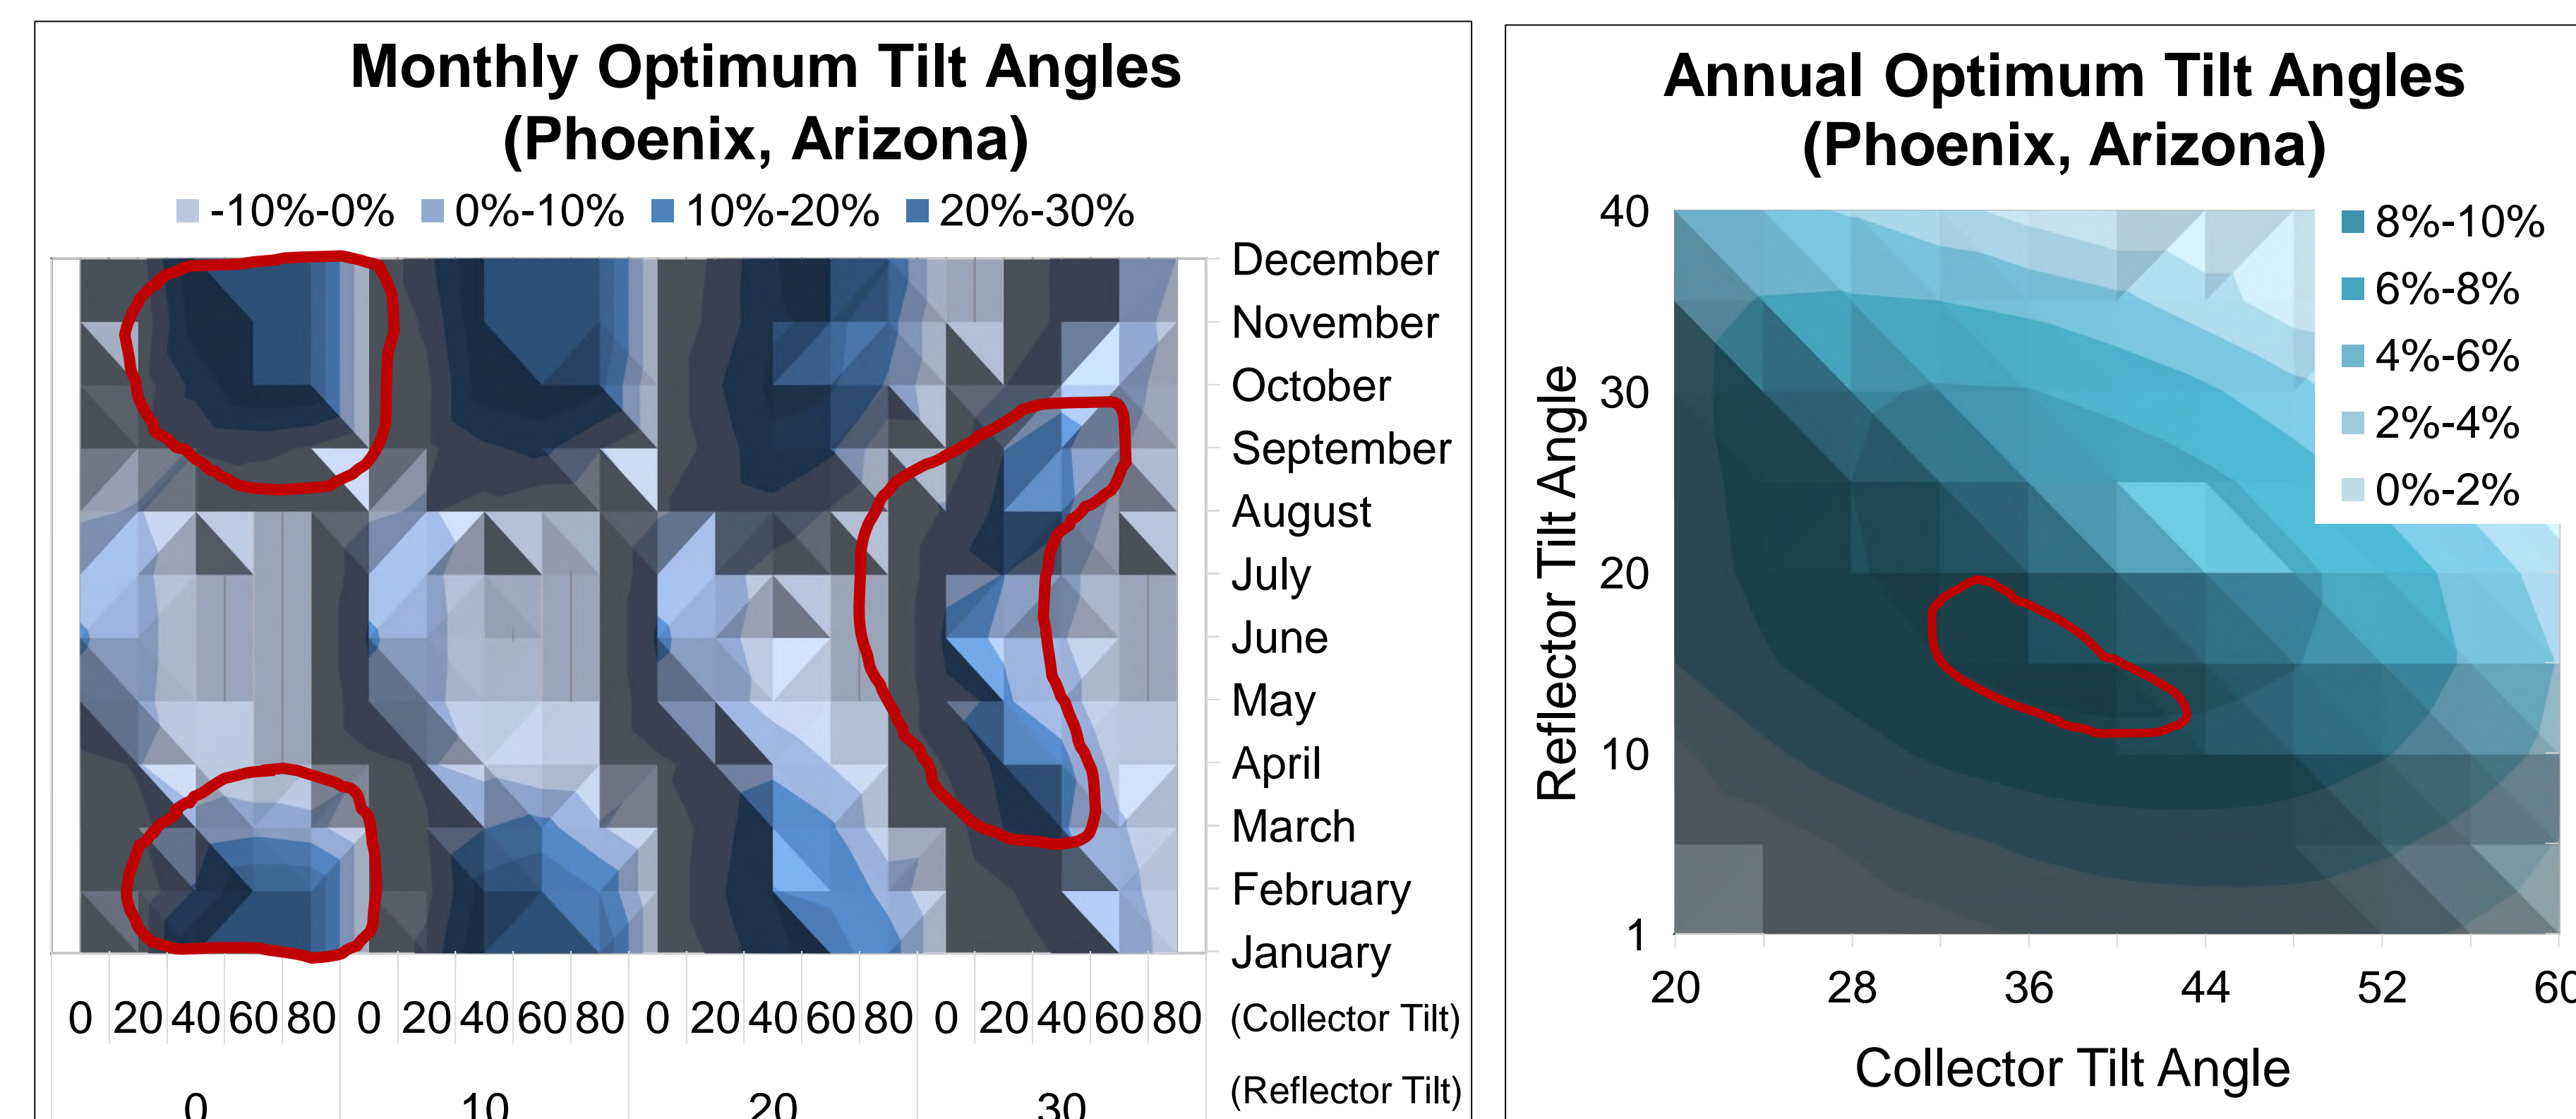 Monthly Optimum Tilt Angles
(Phoenix, Arizona)
-10%-0% 0%-10% 10%-20% 20%-30%
December
November
October
September
August
July
June
May
April
March
February
January
0 20 40 60 80 0 20 40 60 80 0 20 40 60 80 0 20 40 60 80 (Collector Tilt)
0 10 20 30 (Reflector Tilt)
Annual Optimum Tilt Angles
(Phoenix, Arizona)
8%-10%
6%-8%
4%-6%
2%-4%
0%-2%
Reflector Tilt Angle
40
30
20
10
1
20 28 36 44 52 60
Collector Tilt Angle